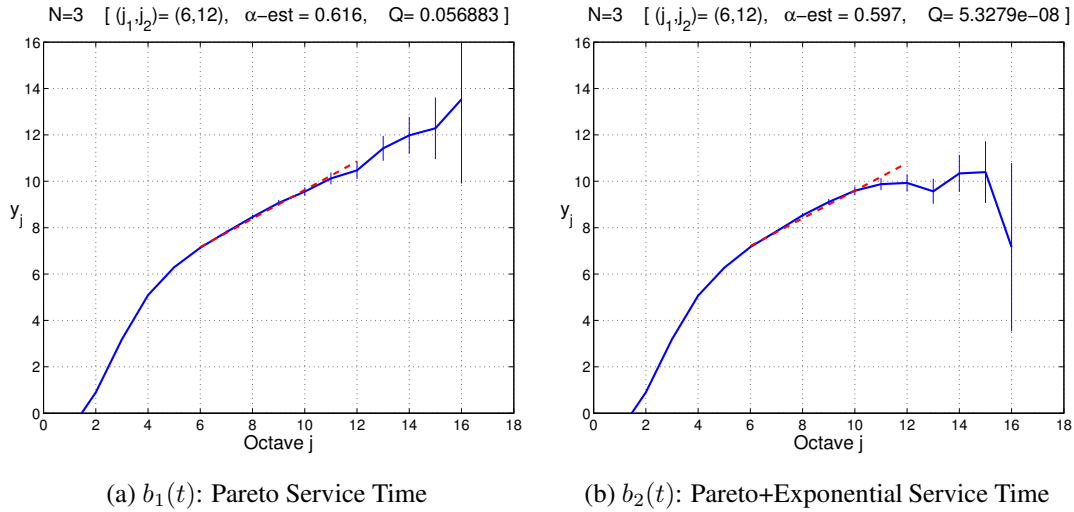 N=3 [ (j1,j2)= (6,12), α-est = 0.616, Q= 0.056883 ]
16
14
12
10
8
6
4
2
0
yj
0 2 4 6 8 10 12 14 16 18
Octave j
(a) b1(t): Pareto Service Time
N=3 [ (j1,j2)= (6,12), α-est = 0.597, Q= 5.3279e-08 ]
16
14
12
10
8
6
4
2
0
yj
0 2 4 6 8 10 12 14 16 18
Octave j
(b) b2(t): Pareto+Exponential Service Time